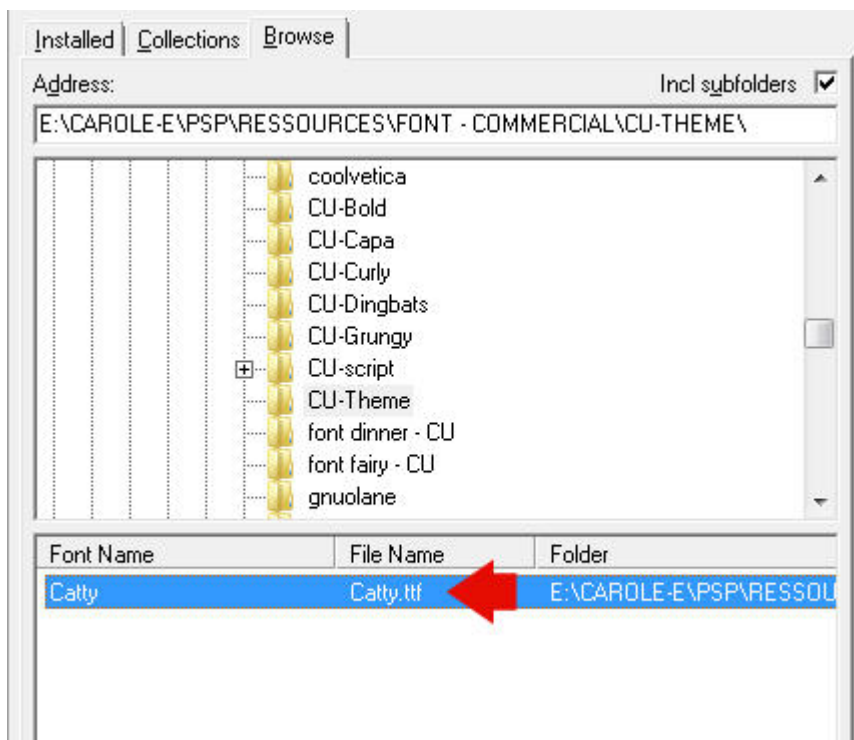 Installed Collections Browse
Address: Incl subfolders
E:\CAROLE-E\PSP\RESSOURCES\FONT - COMMERCIAL\CU-THEME\
coolvetica
CU-Bold
CU-Capa
CU-Curly
CU-Dingbats
CU-Grungy
CU-script
CU-Theme
font dinner - CU
font fairy - CU
gnuolane
Font Name File Name Folder
Catty Catty.ttf E:\CAROLE-E\PSP\RESSOU